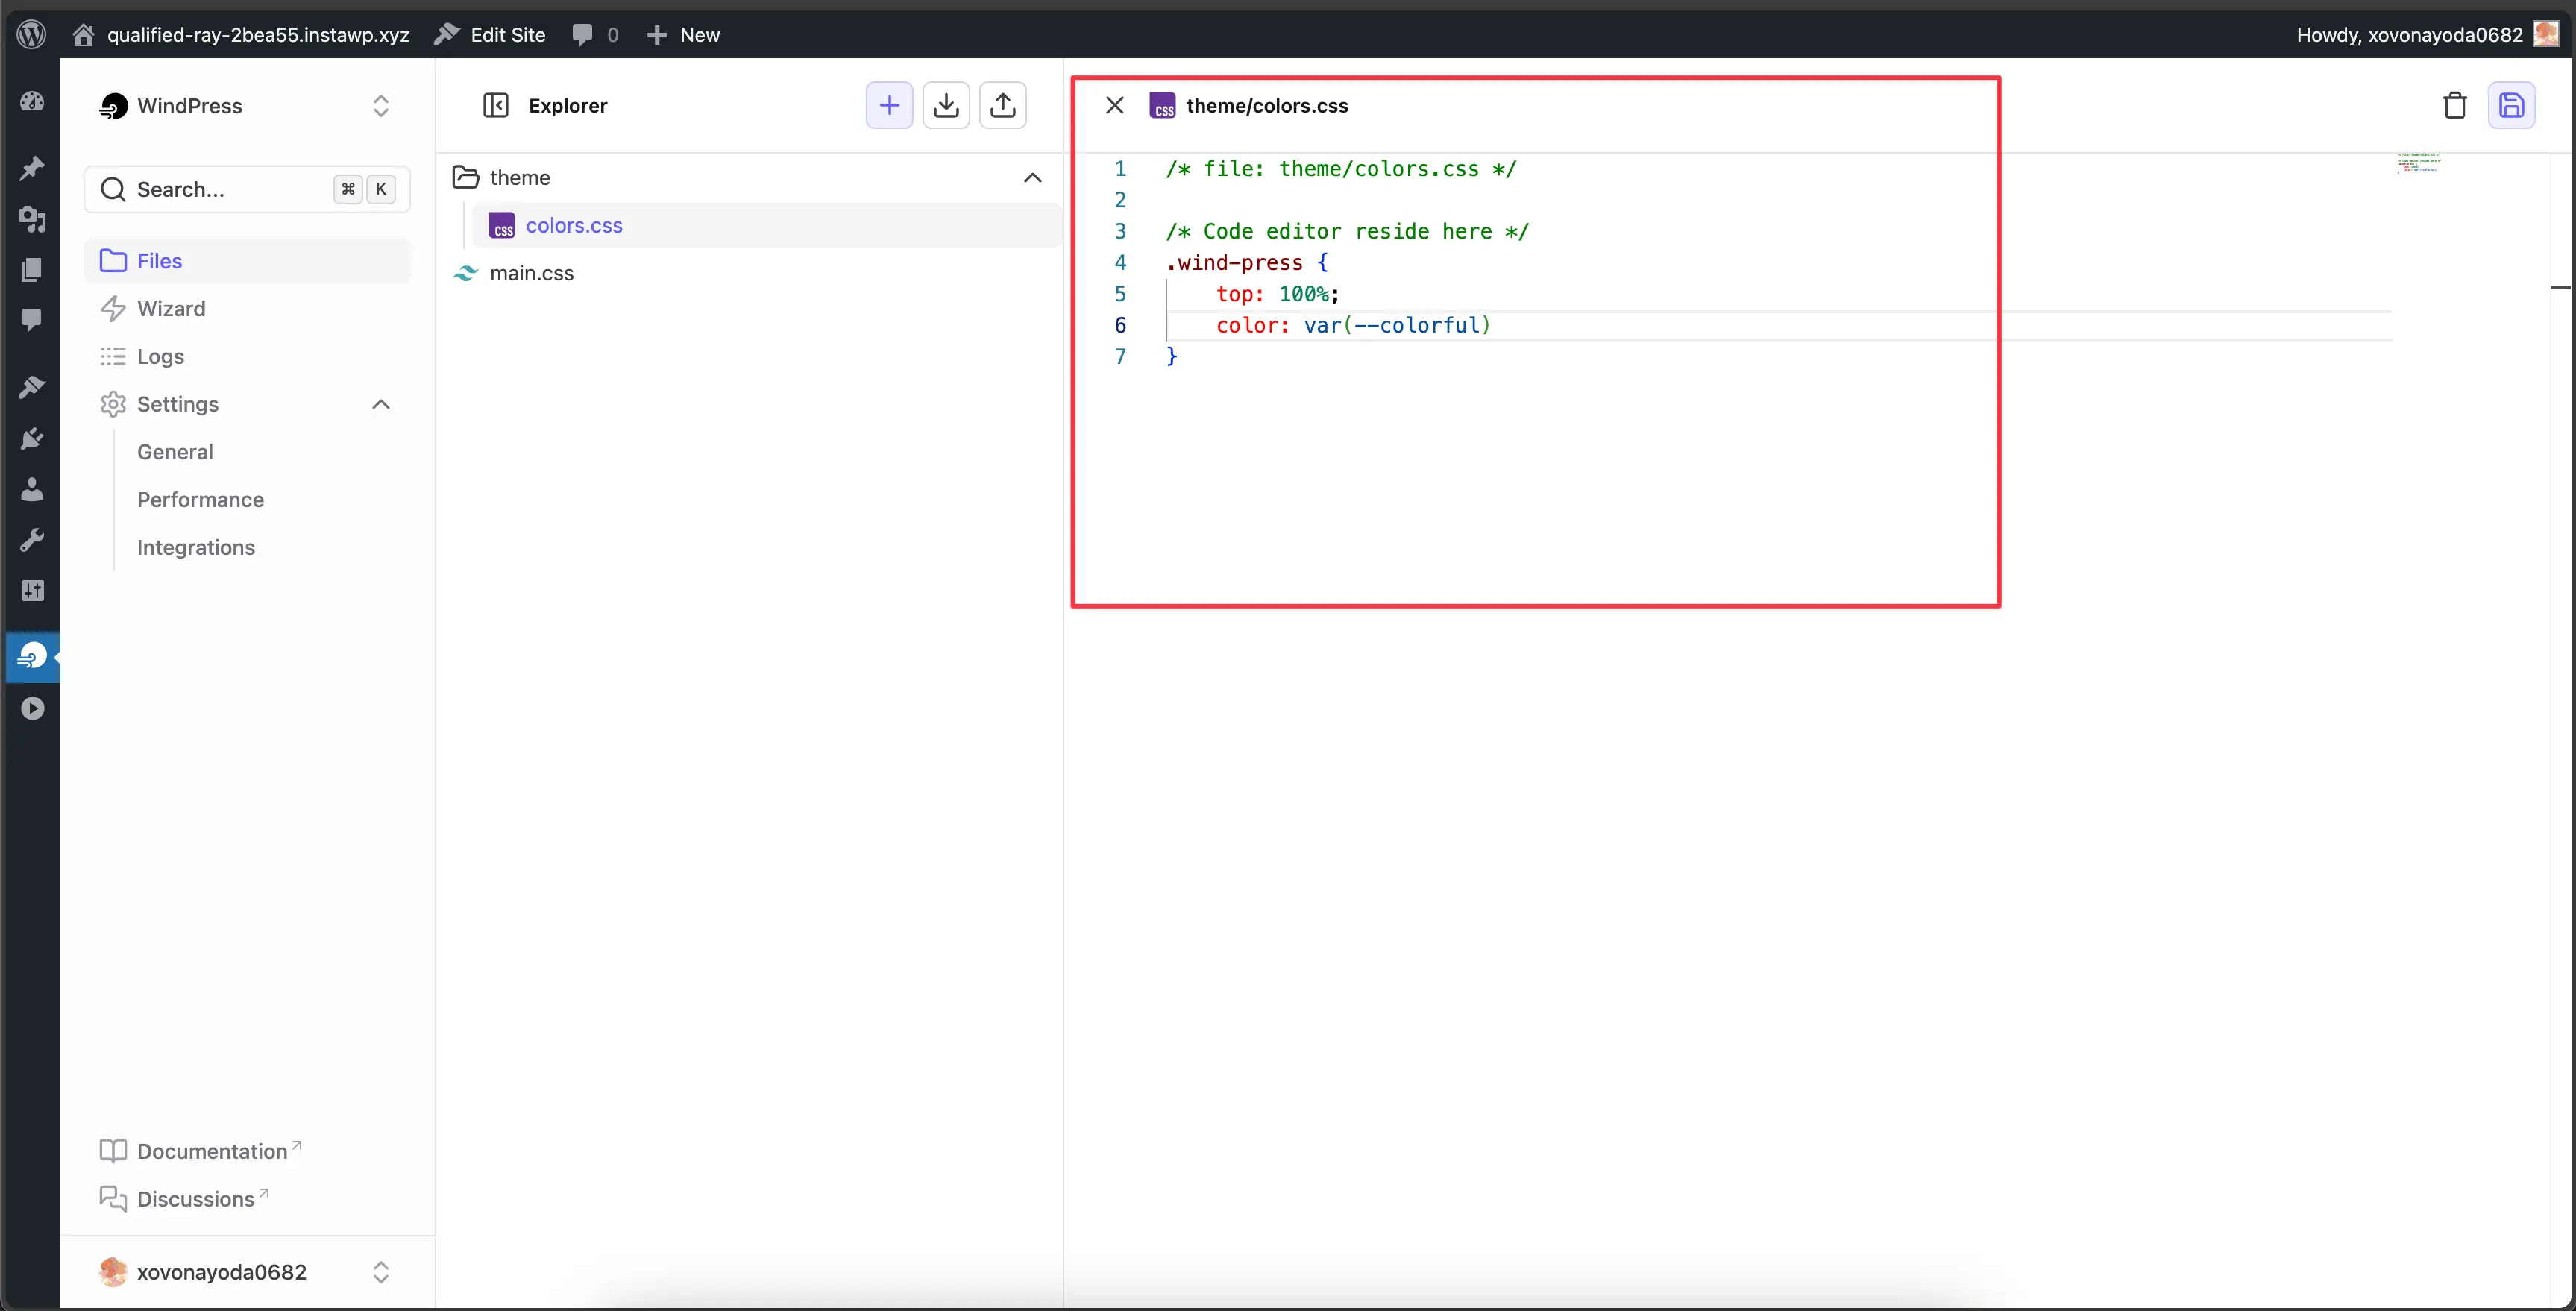 qualified-ray-2bea55.instawp.xyz Edit Site 0 New Howdy, xovonayoda0682
WindPress
Search... ⌘ K
Files
Wizard
Logs
Settings
General
Performance
Integrations
Documentation
Discussions
xovonayoda0682
Explorer
theme
CSS colors.css
main.css
CSS theme/colors.css
1 /* file: theme/colors.css */
2
3 /* Code editor reside here */
4 .wind-press {
5 top: 100%;
6 color: var(--colorful)
7 }